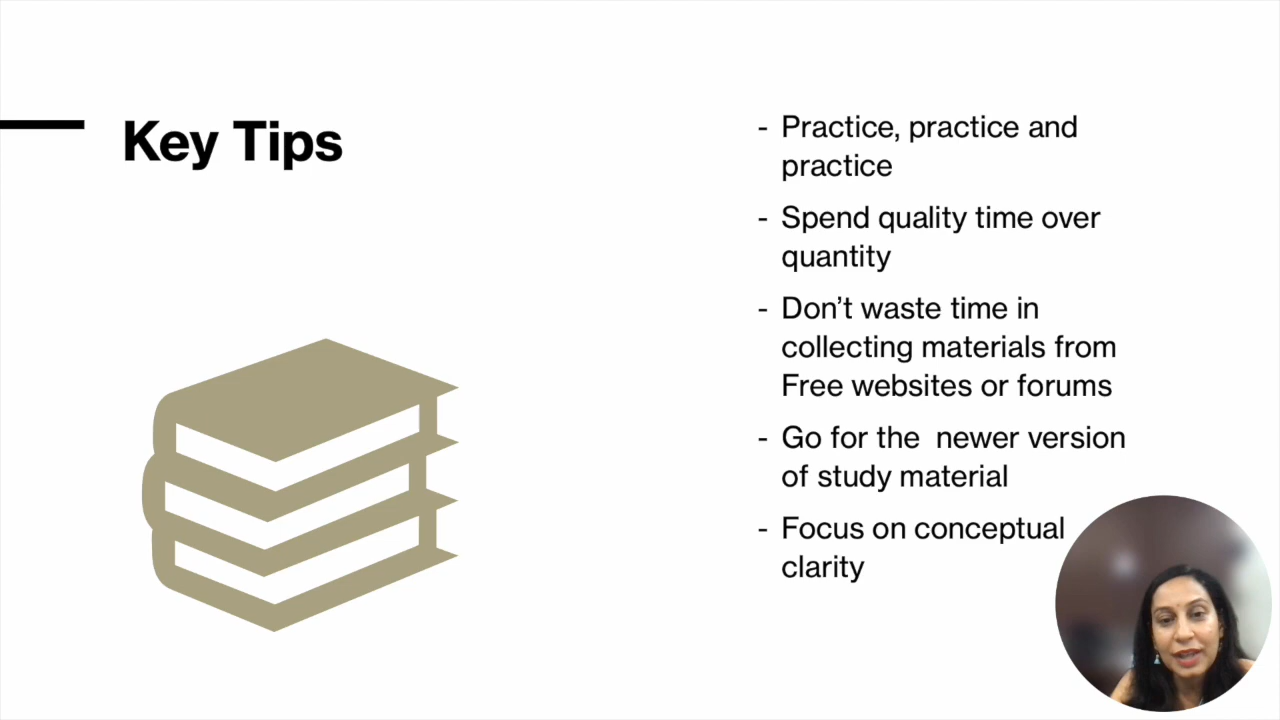 Key Tips
- Practice, practice and
practice
- Spend quality time over
quantity
- Don’t waste time in
collecting materials from
Free websites or forums
- Go for the  newer version
of study material
- Focus on conceptual
clarity